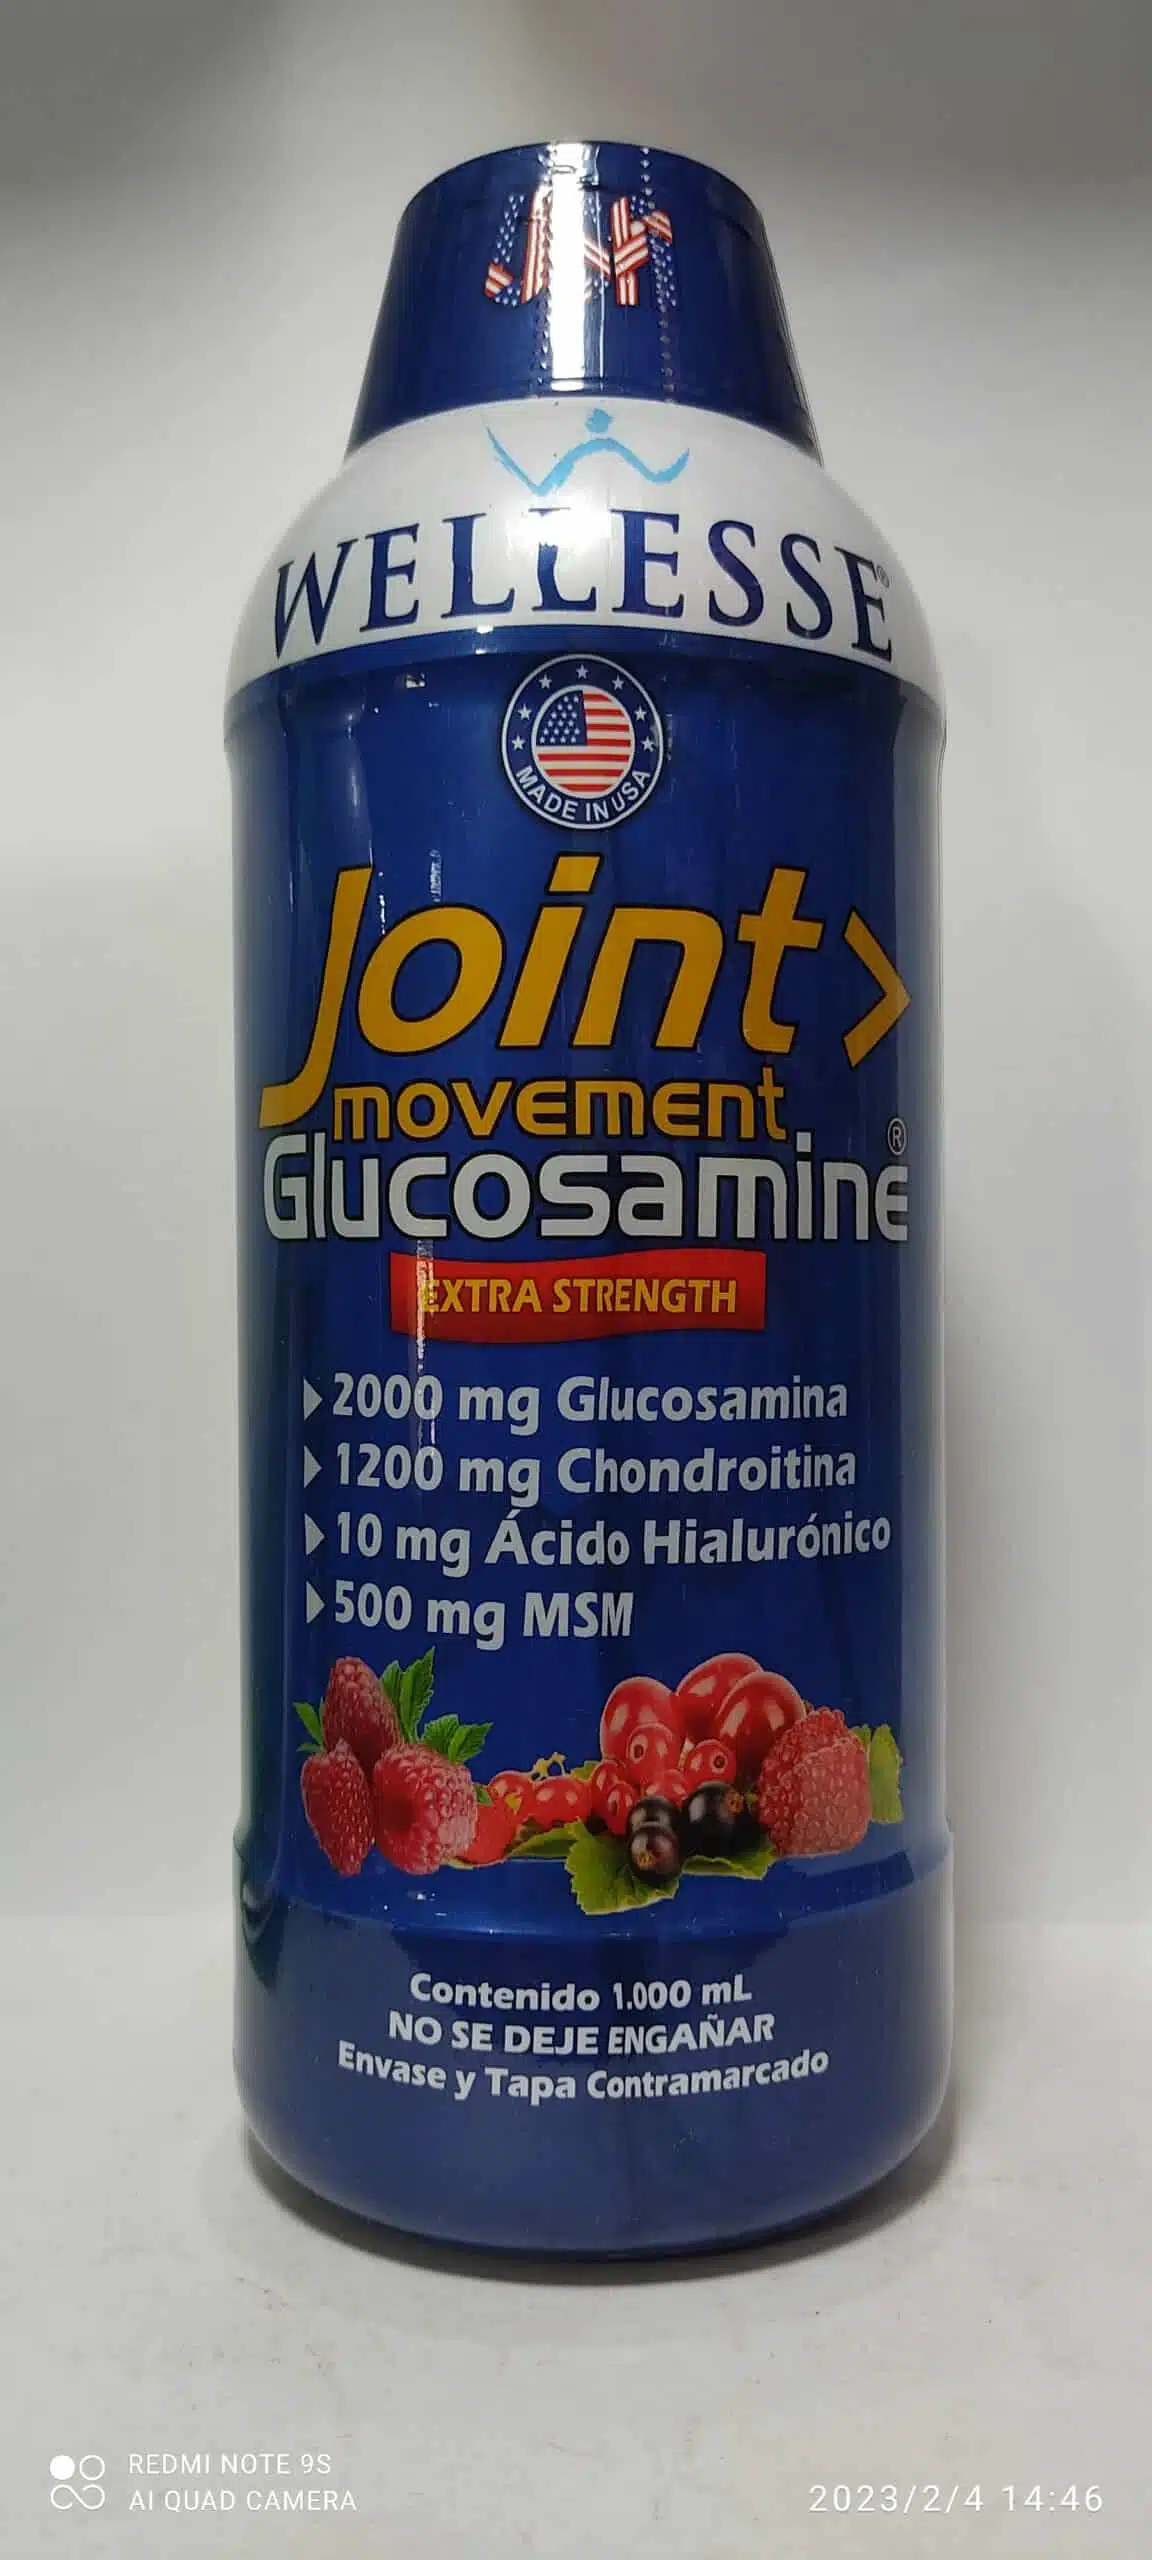 WELLESSE®
MADE IN USA
Joint
movement
Glucosamine®
EXTRA STRENGTH
2000 mg Glucosamina
1200 mg Chondroitina
10 mg Ácido Hialurónico
500 mg MSM
Contenido 1.000 mL
NO SE DEJE ENGAÑAR
Envase y Tapa Contramarcado
REDMI NOTE 9S
AI QUAD CAMERA
2023/2/4 14:46